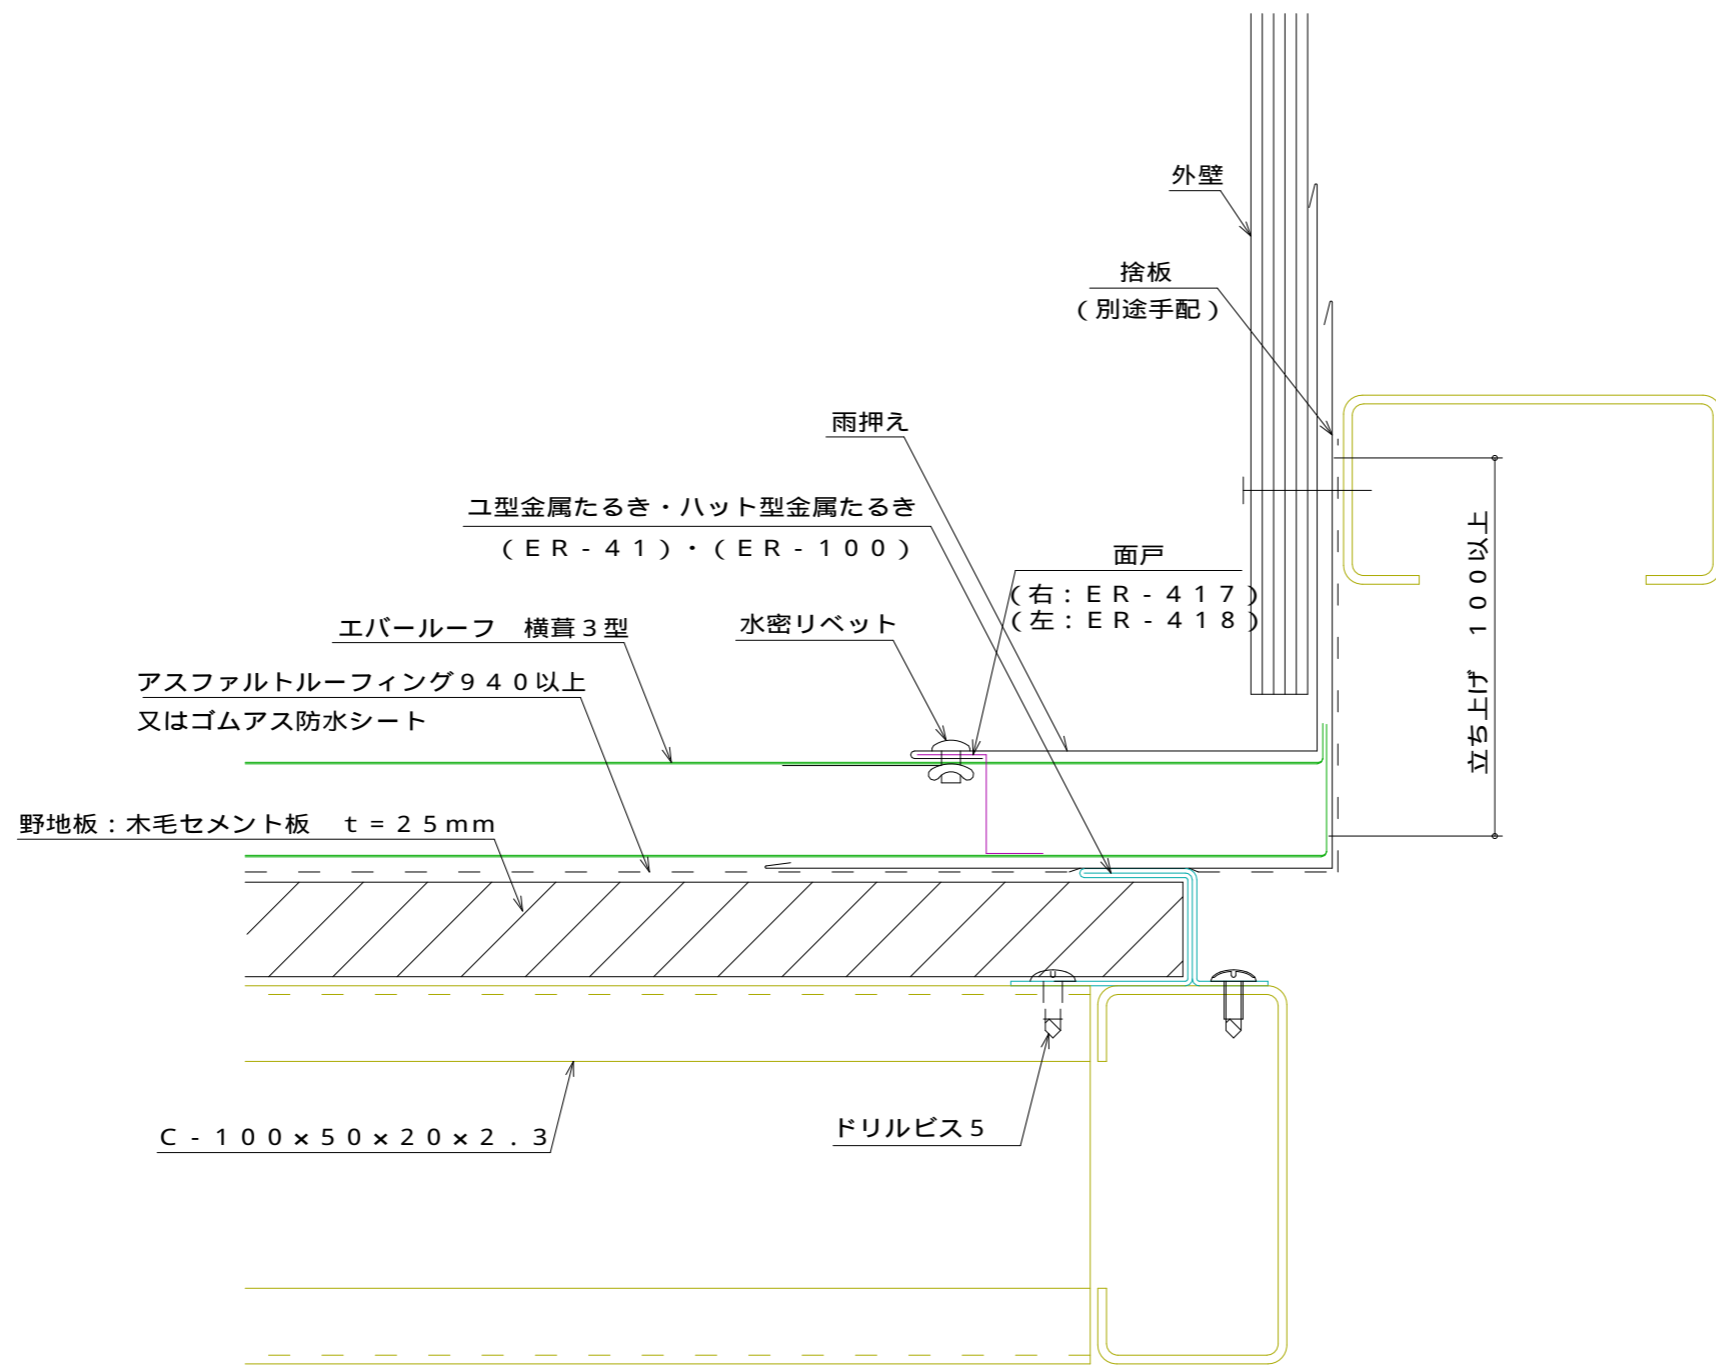 外壁
捨板
（別途手配）
雨押え
ユ型金属たるき・ハット型金属たるき
（ＥＲ-４１）・（ＥＲ-１００）
面戸
（右：ＥＲ-４１７）
（左：ＥＲ-４１８）
水密リベット
エバールーフ　横葺３型
アスファルトルーフィング９４０以上
又はゴムアス防水シート
立ち上げ　１００以上
野地板：木毛セメント板　ｔ=２５mm
Ｃ-１００×５０×２０×２.３
ドリルビス５